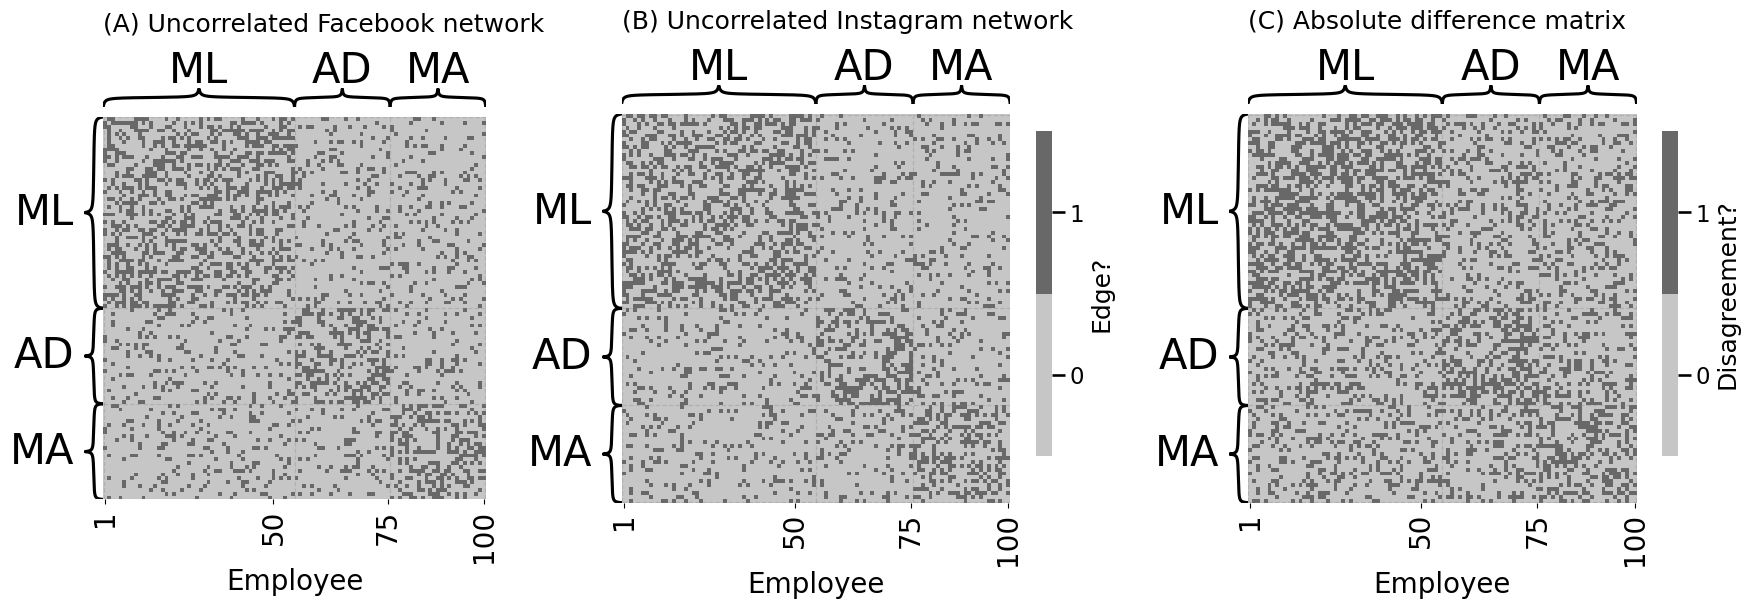 (A) Uncorrelated Facebook network
ML AD MA
ML
AD
MA
1 50 75 100
Employee
(B) Uncorrelated Instagram network
ML AD MA
ML
AD
MA
1 50 75 100
Employee
1
0
Edge?
(C) Absolute difference matrix
ML AD MA
ML
AD
MA
1 50 75 100
Employee
1
0
Disagreement?